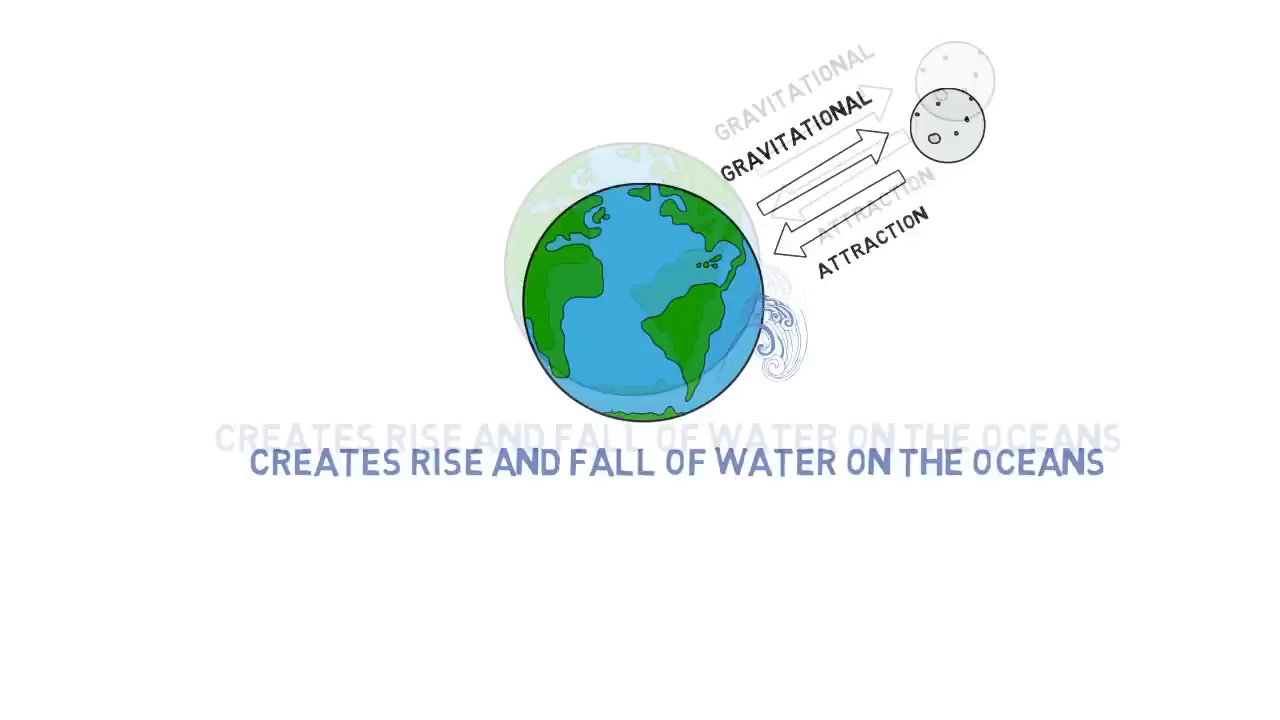 GRAVITATIONAL
ATTRACTION
CREATES RISE AND FALL OF WATER ON THE OCEANS